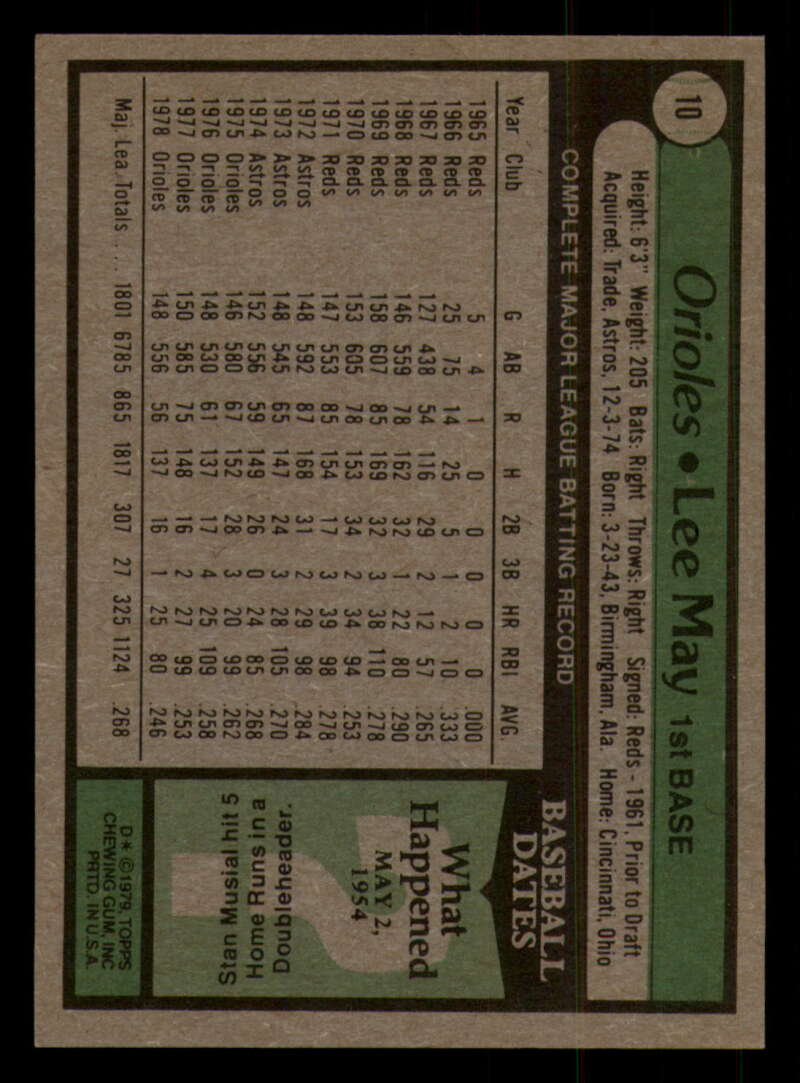 10
Orioles • Lee May 1st BASE
Height: 6'3" Weight: 205 Bats: Right Throws: Right Signed: Reds - 1961, Prior to Draft
Acquired: Trade, Astros, 12-3-74 Born: 3-23-43, Birmingham, Ala Home: Cincinnati, Ohio
COMPLETE MAJOR LEAGUE BATTING RECORD
Year Club G AB R H 2B 3B HR RBI AVG
1965 Reds 5 4 1 0 0 0 0 0 .000
1966 Reds 25 75 14 25 5 1 2 10 .333
1967 Reds 127 438 54 116 29 2 12 57 .265
1968 Reds 146 559 78 162 32 1 22 80 .290
1969 Reds 158 607 85 169 32 3 38 110 .278
1970 Reds 153 605 78 153 34 2 34 94 .253
1971 Reds 147 553 85 154 17 3 39 98 .278
1972 Astros 148 592 87 168 31 2 29 98 .284
1973 Astros 148 545 65 147 24 3 28 105 .270
1974 Astros 152 556 59 149 26 0 24 85 .268
1975 Orioles 146 580 67 152 28 3 20 99 .262
1976 Orioles 148 530 61 137 17 4 25 109 .258
1977 Orioles 150 585 75 148 16 2 27 99 .253
1978 Orioles 148 556 56 137 16 1 25 80 .246
Maj. Lea. Totals .... 1801 6785 865 1817 307 27 325 1124 .268
BASEBALL
DATES
What
Happened
MAY 2,
1954
Stan Musial hit 5
Home Runs in a
Doubleheader.
D* ©1979, TOPPS
CHEWING GUM, INC
PRTD. IN U.S.A.